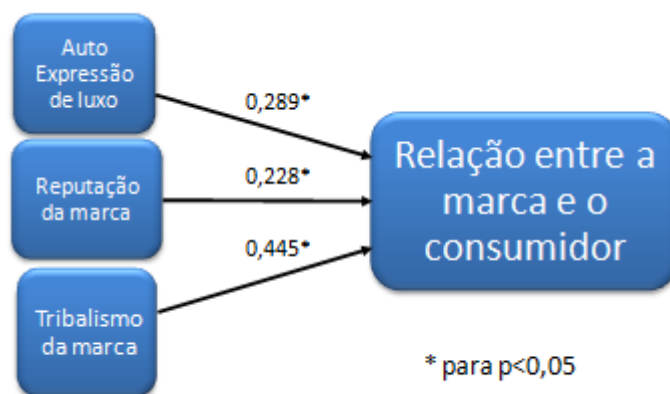 Auto
Expressão
de luxo
0,289*
Reputação
da marca
0,228*
Relação entre a
marca e o
consumidor
0,445*
Tribalismo
da marca
* para p<0,05